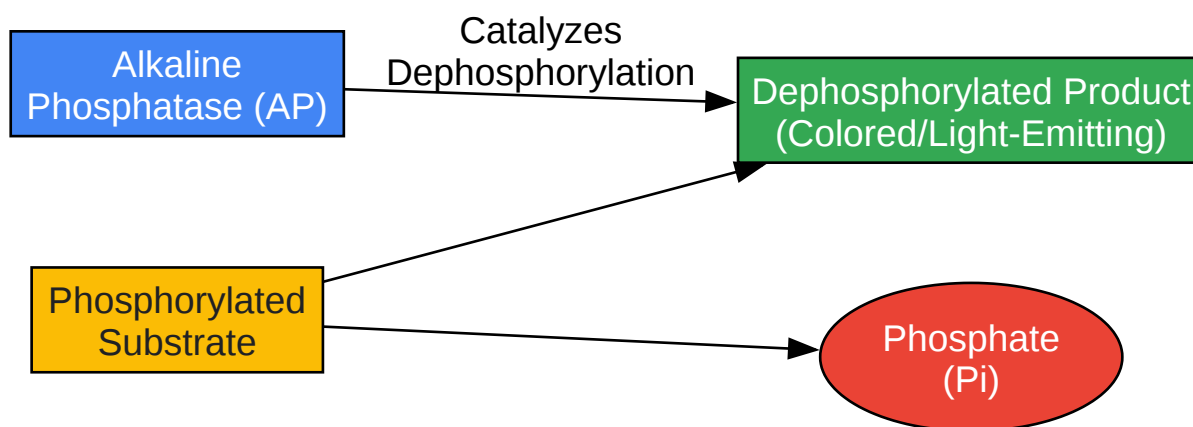 Alkaline
Phosphatase (AP)
Catalyzes
Dephosphorylation
Dephosphorylated Product
(Colored/Light-Emitting)
Phosphorylated
Substrate
Phosphate
(Pi)